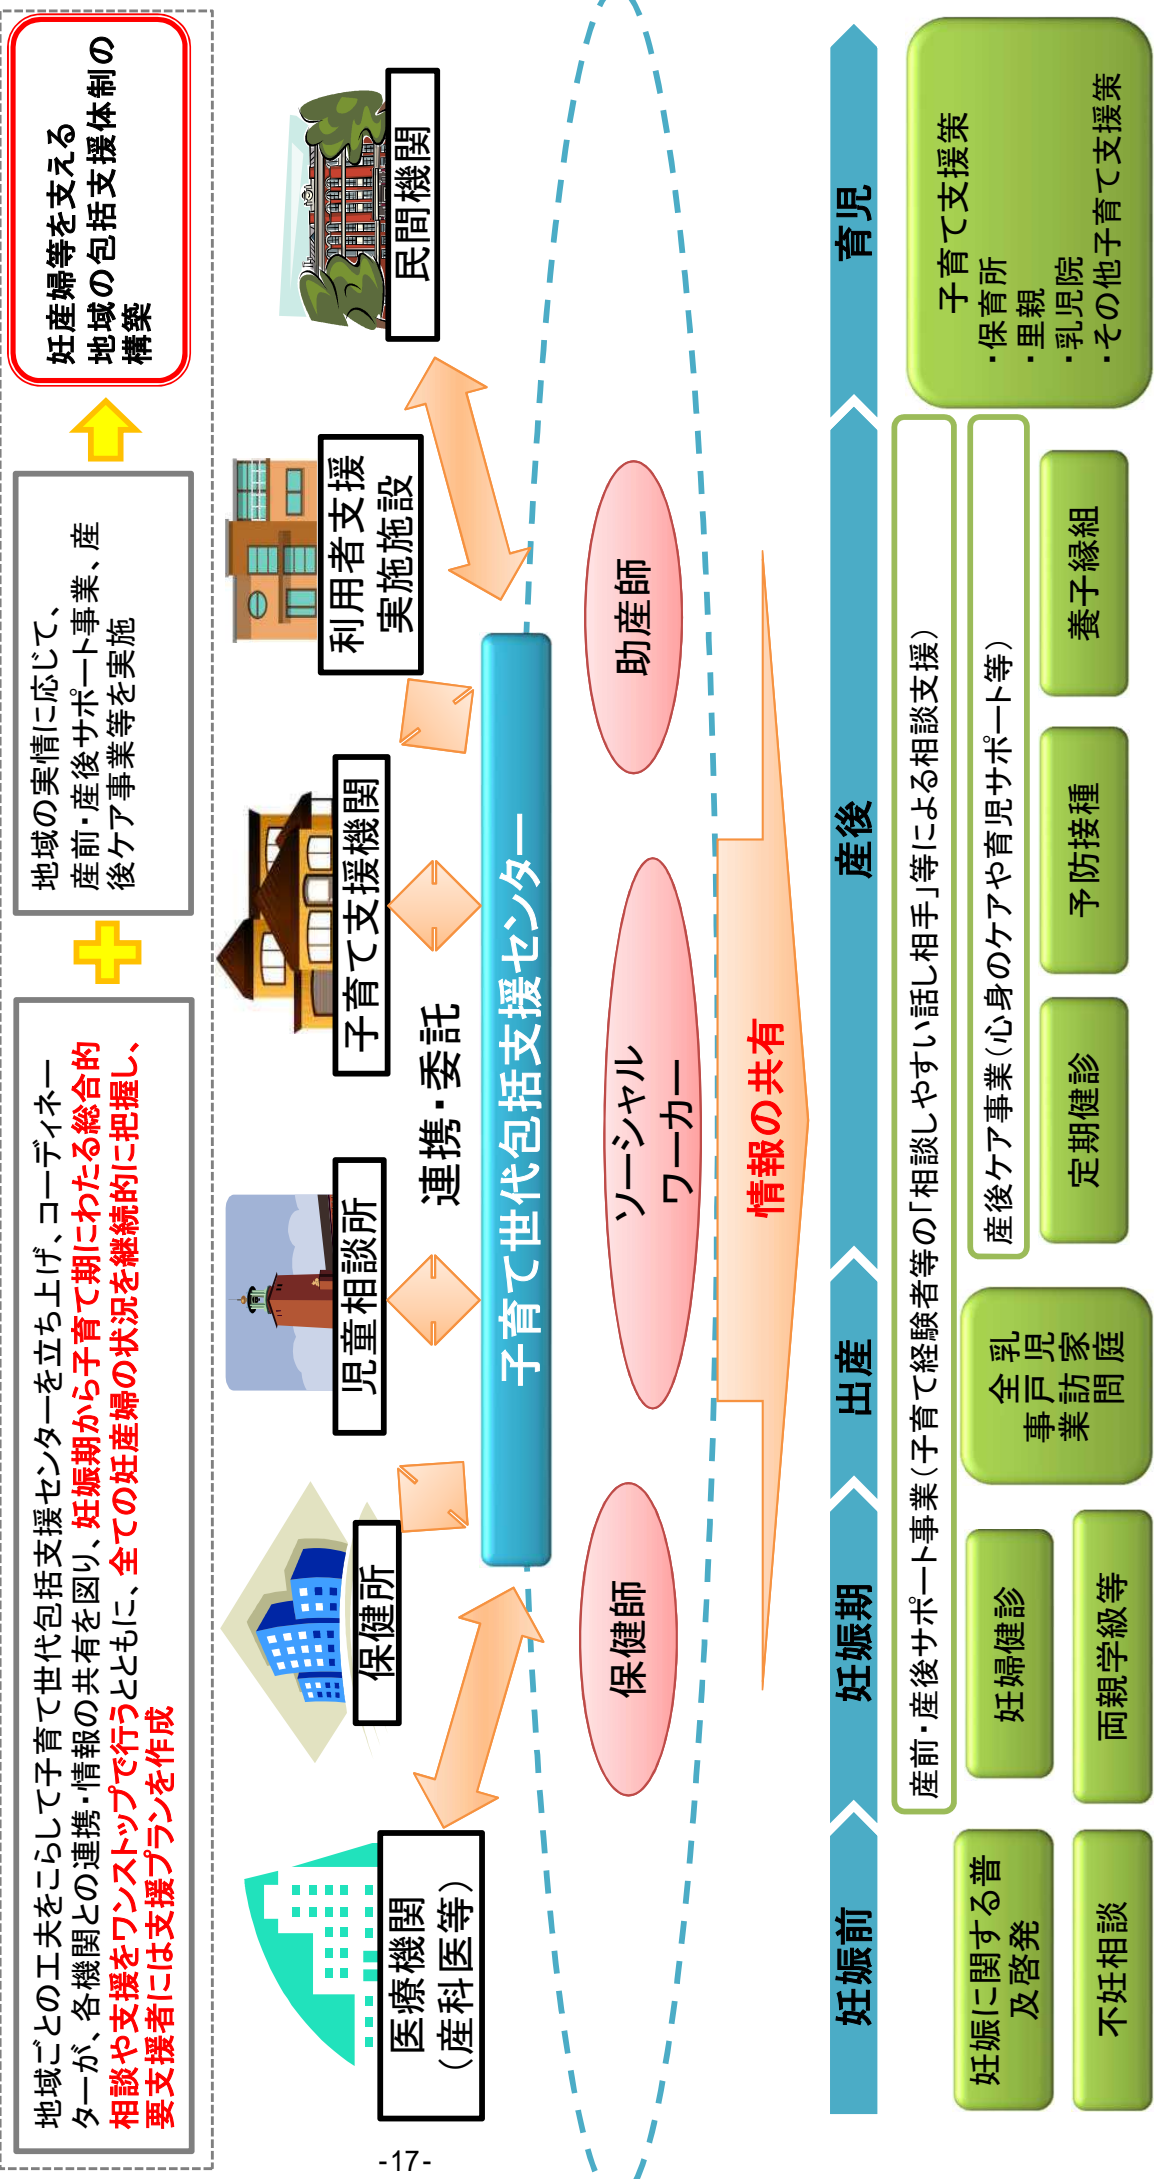 地域ごとの工夫をこらして子育て世代包括支援センターを立ち上げ、コーディネー
ターが、各機関との連携・情報の共有を図り、妊娠期から子育て期にわたる総合的
相談や支援をワンストップで行うとともに、全ての妊産婦の状況を継続的に把握し、
要支援者には支援プランを作成
地域の実情に応じて、
産前・産後サポート事業、産
後ケア事業等を実施
妊産婦等を支える
地域の包括支援体制の
構築
医療機関
（産科医等）
保健所
児童相談所
子育て支援機関
利用者支援
実施施設
民間機関
連携・委託
子育て世代包括支援センター
保健師
ソーシャル
ワーカー
助産師
情報の共有
妊娠前
妊娠期
出産
産後
育児
産前・産後サポート事業（子育て経験者等の「相談しやすい話し相手」等による相談支援）
産後ケア事業（心身のケアや育児サポート等）
妊娠に関する普
及啓発
不妊相談
妊婦健診
両親学級等
乳児家庭
全戸訪問
事業
定期健診
予防接種
養子縁組
子育て支援策
・保育所
・里親
・乳児院
・その他子育て支援策
-17-